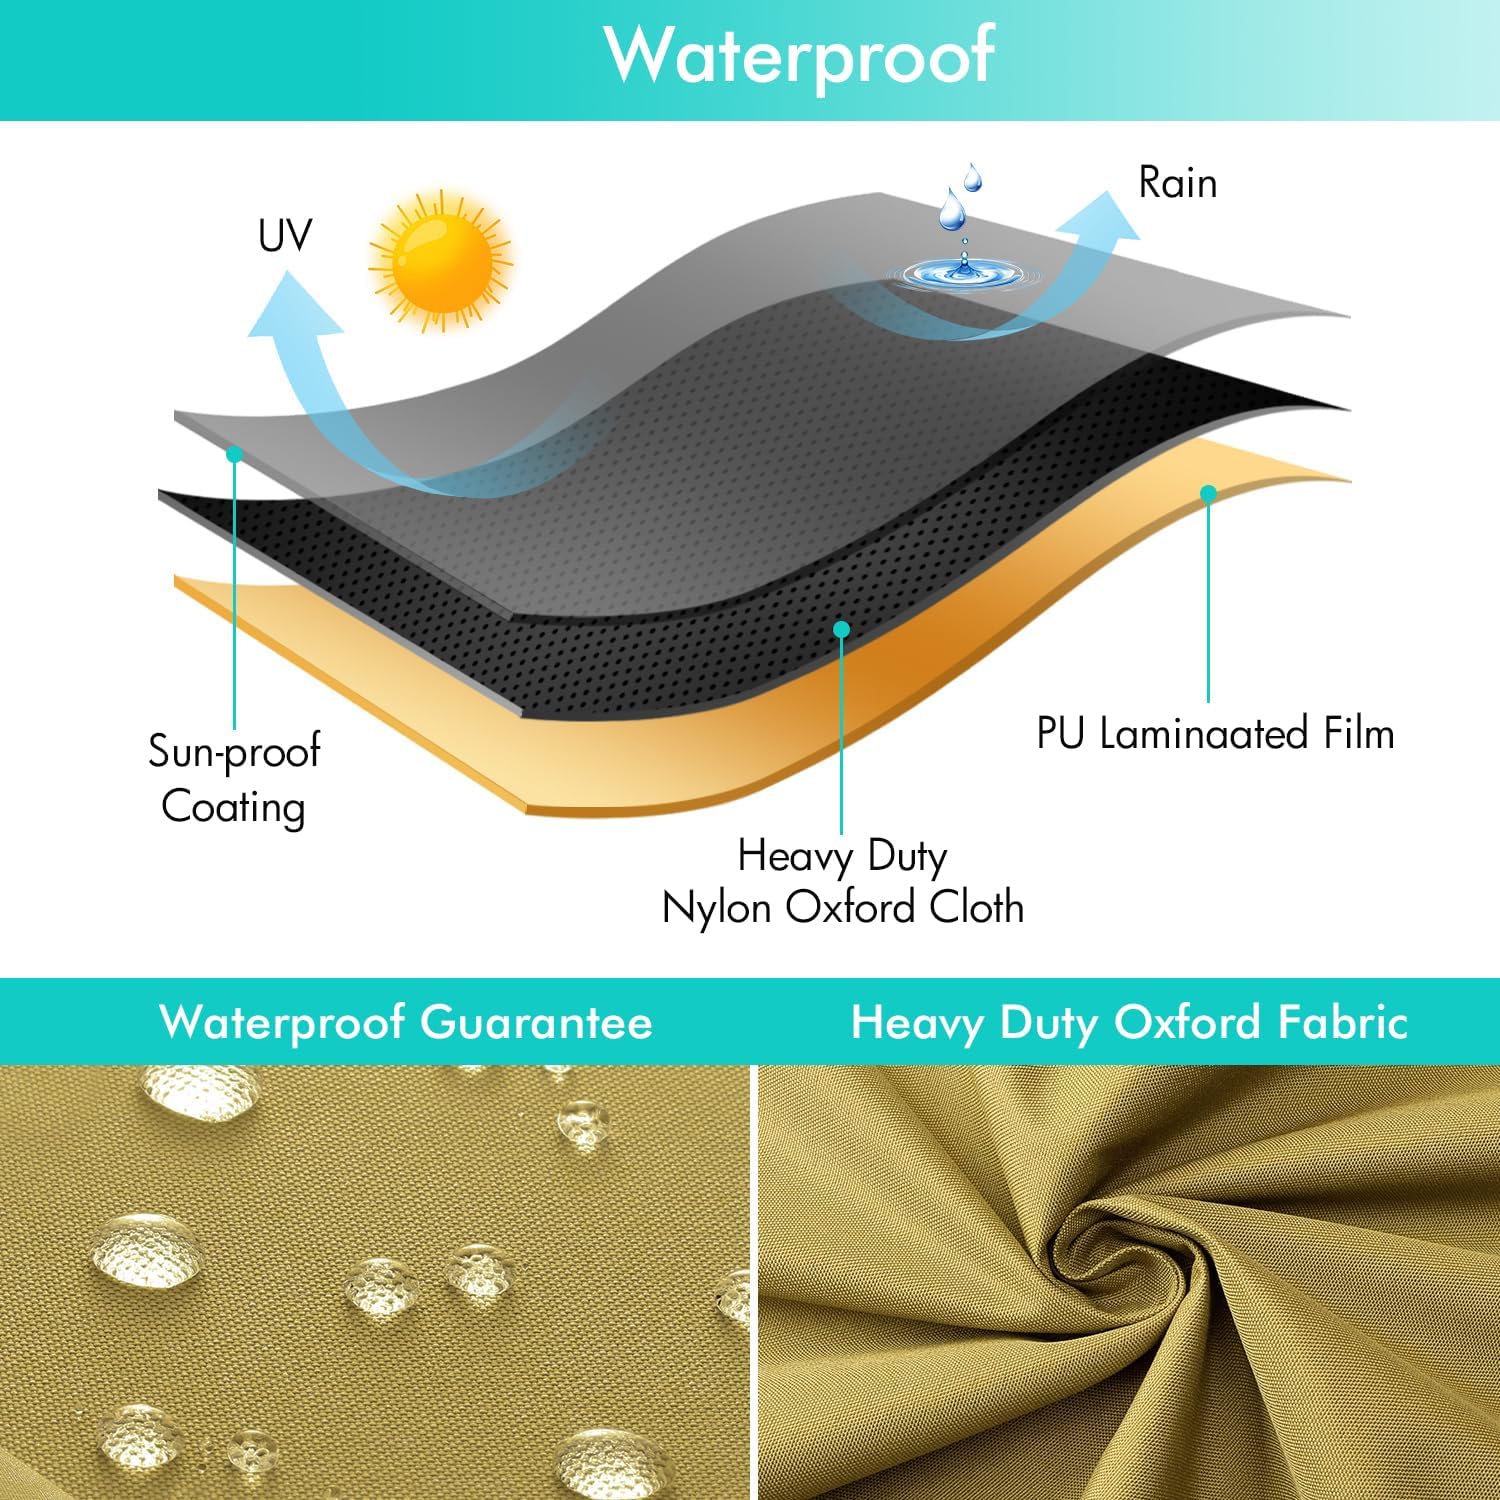 Waterproof
UV
Rain
Sun-proof
Coating
PU Laminaated Film
Heavy Duty
Nylon Oxford Cloth
Waterproof Guarantee
Heavy Duty Oxford Fabric